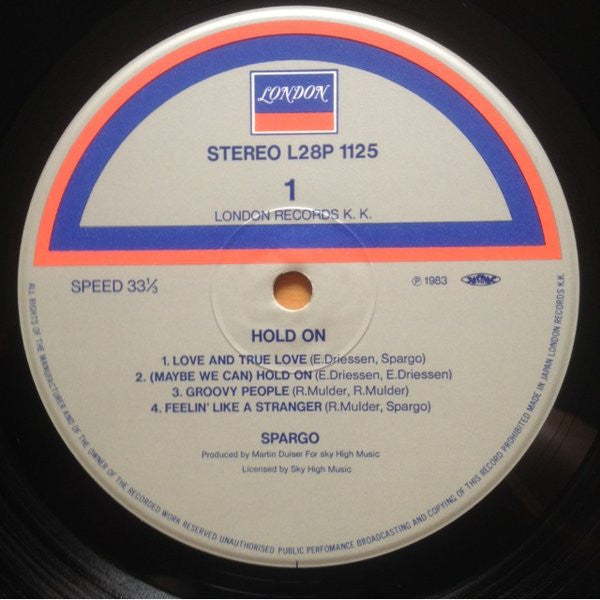 LONDON
STEREO L28P 1125
1
LONDON RECORDS K. K.
SPEED 33⅓
Ⓟ 1983
HOLD ON
1. LOVE AND TRUE LOVE (E.Driessen, Spargo)
2. (MAYBE WE CAN) HOLD ON (E.Driessen, E.Driessen)
3. GROOVY PEOPLE (R.Mulder, R.Mulder)
4. FEELIN' LIKE A STRANGER (R.Mulder, Spargo)
SPARGO
Produced by Martin Duiser For sky High Music
Licensed by Sky High Music
ALL RIGHTS OF THE MANUFACTURER AND OF THE OWNER OF THE RECORDED WORK RESERVED UNAUTHORISED PUBLIC PERFOMANCE BROADCASTING AND COPYING OF THIS RECORD PROHIBITED MADE IN JAPAN LONDON RECORDS K.K.